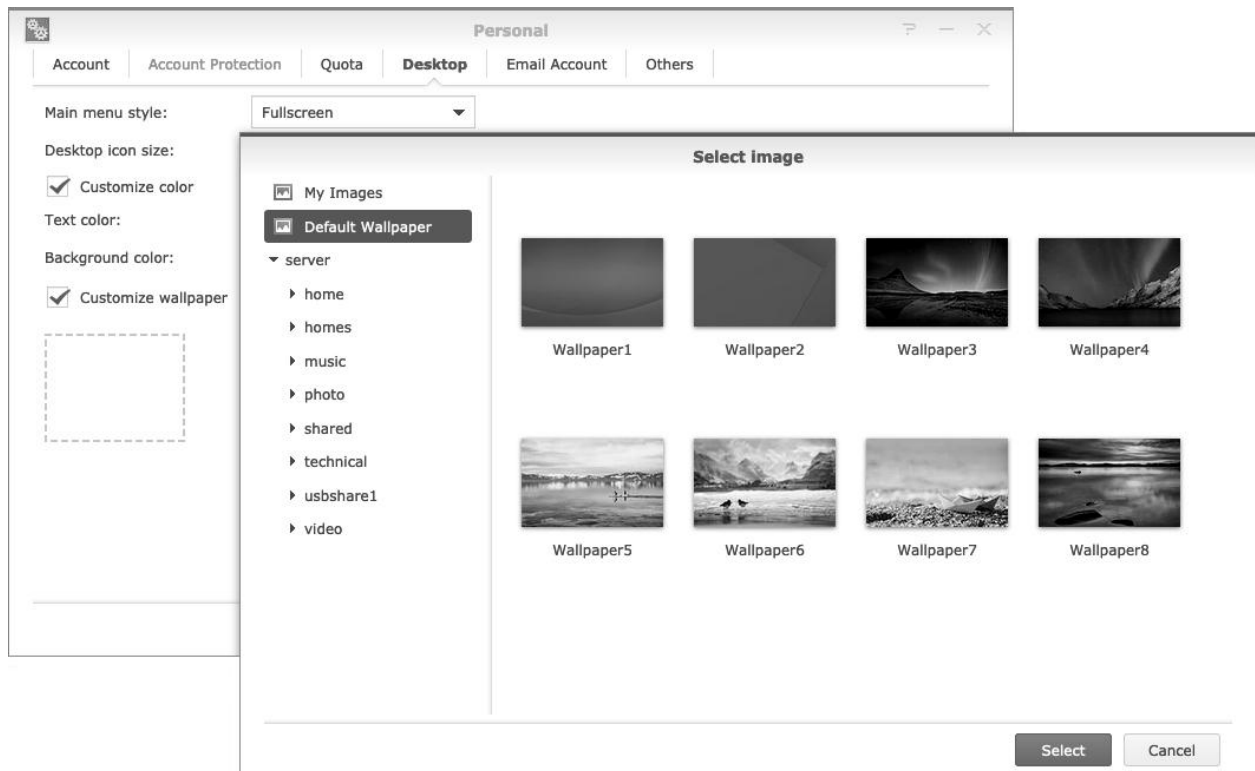 Personal
Account Account Protection Quota Desktop Email Account Others
Main menu style: Fullscreen
Desktop icon size:
Customize color
Text color:
Background color:
Customize wallpaper
Select image
My Images
Default Wallpaper
server
home
homes
music
photo
shared
technical
usbshare1
video
Wallpaper1 Wallpaper2 Wallpaper3 Wallpaper4
Wallpaper5 Wallpaper6 Wallpaper7 Wallpaper8
Select Cancel